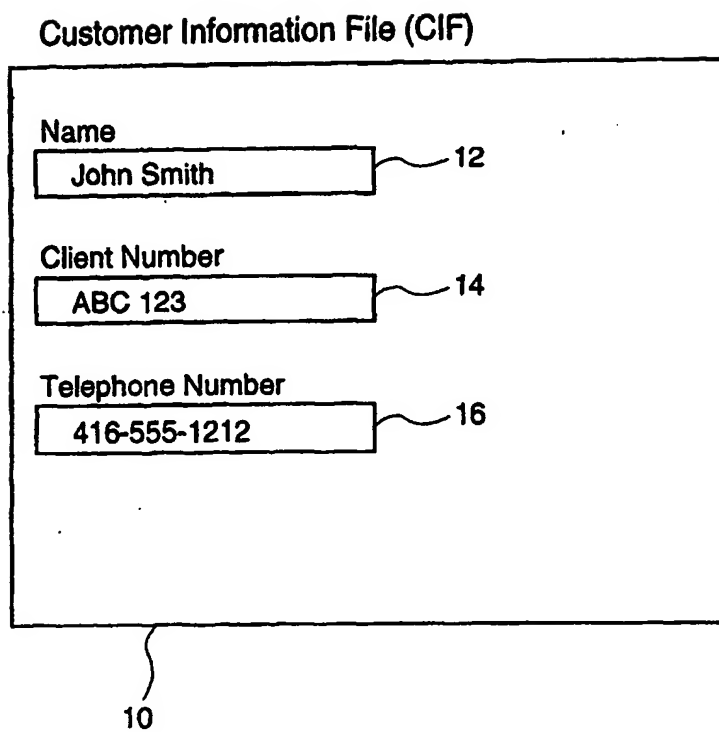 Customer Information File (CIF)
Name
John Smith
12
Client Number
ABC 123
14
Telephone Number
416-555-1212
16
10